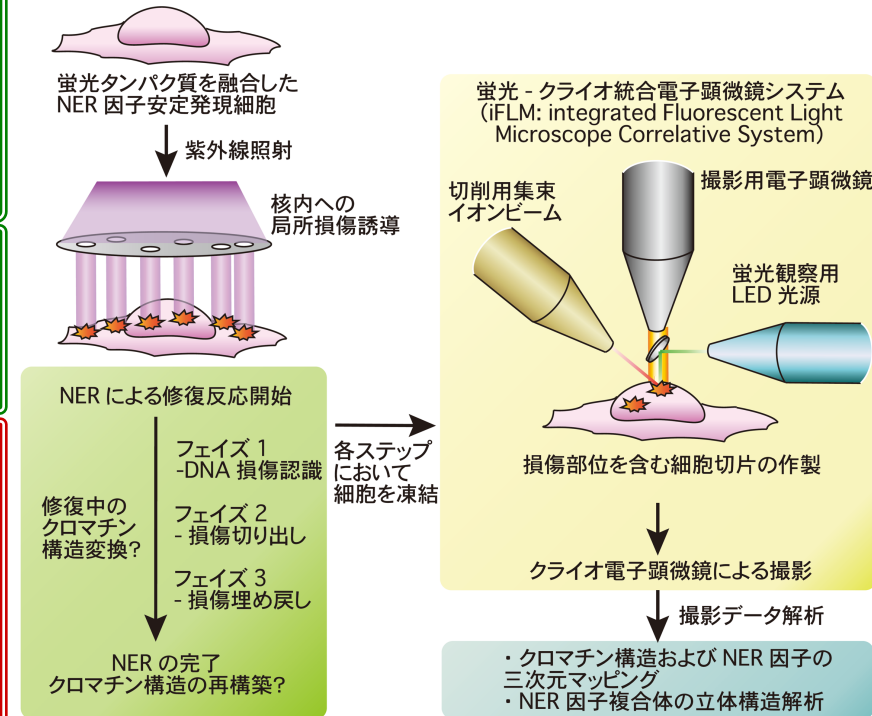 蛍光タンパク質を融合した
NER 因子安定発現細胞
紫外線照射
核内への
局所損傷誘導
NER による修復反応開始
フェイズ 1
-DNA 損傷認識
修復中の
クロマチン
構造変換?
フェイズ 2
- 損傷切り出し
フェイズ 3
- 損傷埋め戻し
NER の完了
クロマチン構造の再構築?
各ステップ
において
細胞を凍結
蛍光 - クライオ統合電子顕微鏡システム
(iFLM: integrated Fluorescent Light
Microscope Correlative System)
切削用集束
イオンビーム
撮影用電子顕微鏡
蛍光観察用
LED 光源
損傷部位を含む細胞切片の作製
クライオ電子顕微鏡による撮影
撮影データ解析
・クロマチン構造および NER 因子の
三次元マッピング
・NER 因子複合体の立体構造解析